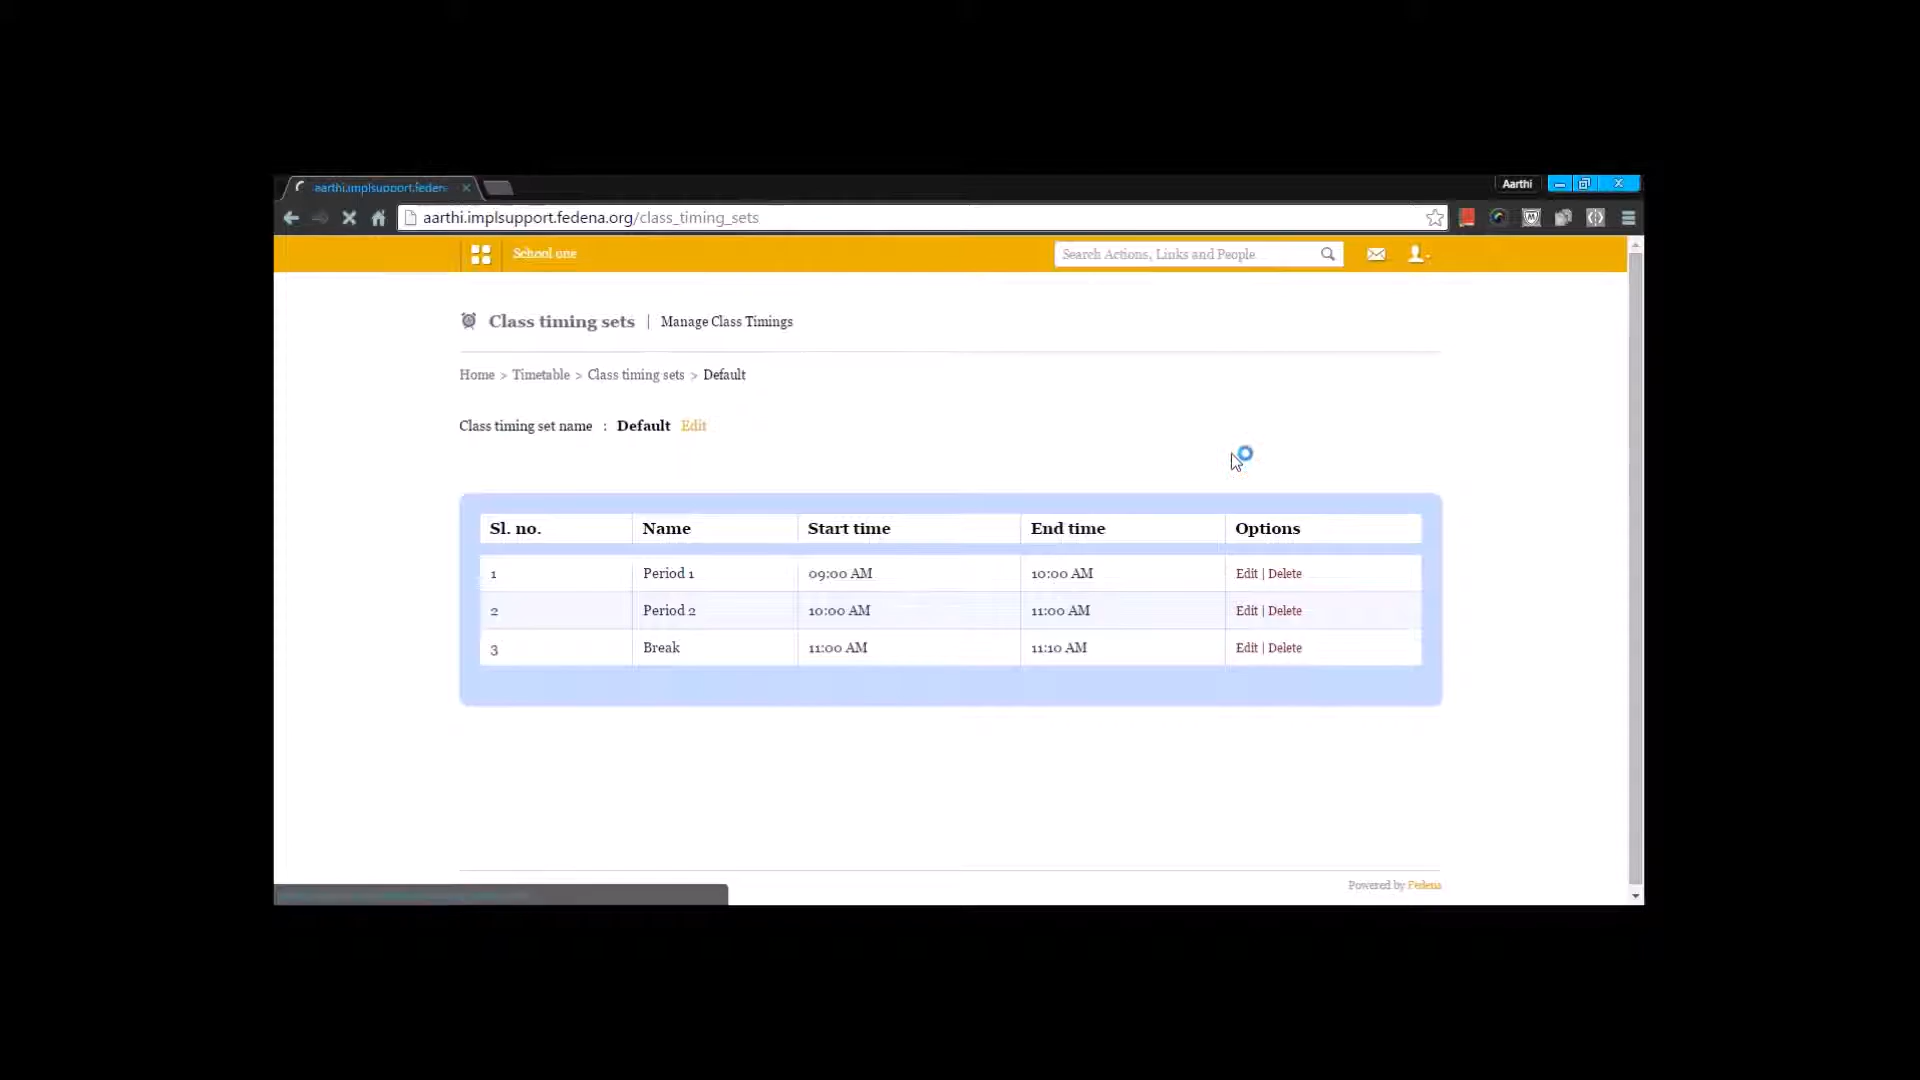 aarthi.implsupport.feder
Aarthi
aarthi.implsupport.fedena.org/class_timing_sets
School one
Search Actions, Links and People
Class timing sets | Manage Class Timings
Home > Timetable > Class timing sets > Default
Class timing set name : Default Edit
Sl. no. Name Start time End time Options
1 Period 1 09:00 AM 10:00 AM Edit | Delete
2 Period 2 10:00 AM 11:00 AM Edit | Delete
3 Break 11:00 AM 11:10 AM Edit | Delete
Powered by Fedena